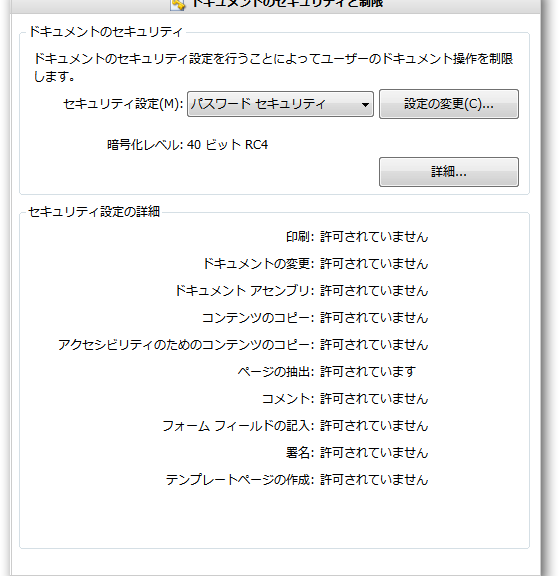 ドキュメントのセキュリティと制限
ドキュメントのセキュリティ
ドキュメントのセキュリティ設定を行うことによってユーザーのドキュメント操作を制限
します。
セキュリティ設定(M): パスワード セキュリティ 設定の変更(C)...
暗号化レベル: 40 ビット RC4
詳細...
セキュリティ設定の詳細
印刷: 許可されていません
ドキュメントの変更: 許可されていません
ドキュメント アセンブリ: 許可されていません
コンテンツのコピー: 許可されていません
アクセシビリティのためのコンテンツのコピー: 許可されていません
ページの抽出: 許可されています
コメント: 許可されていません
フォーム フィールドの記入: 許可されていません
署名: 許可されていません
テンプレートページの作成: 許可されていません